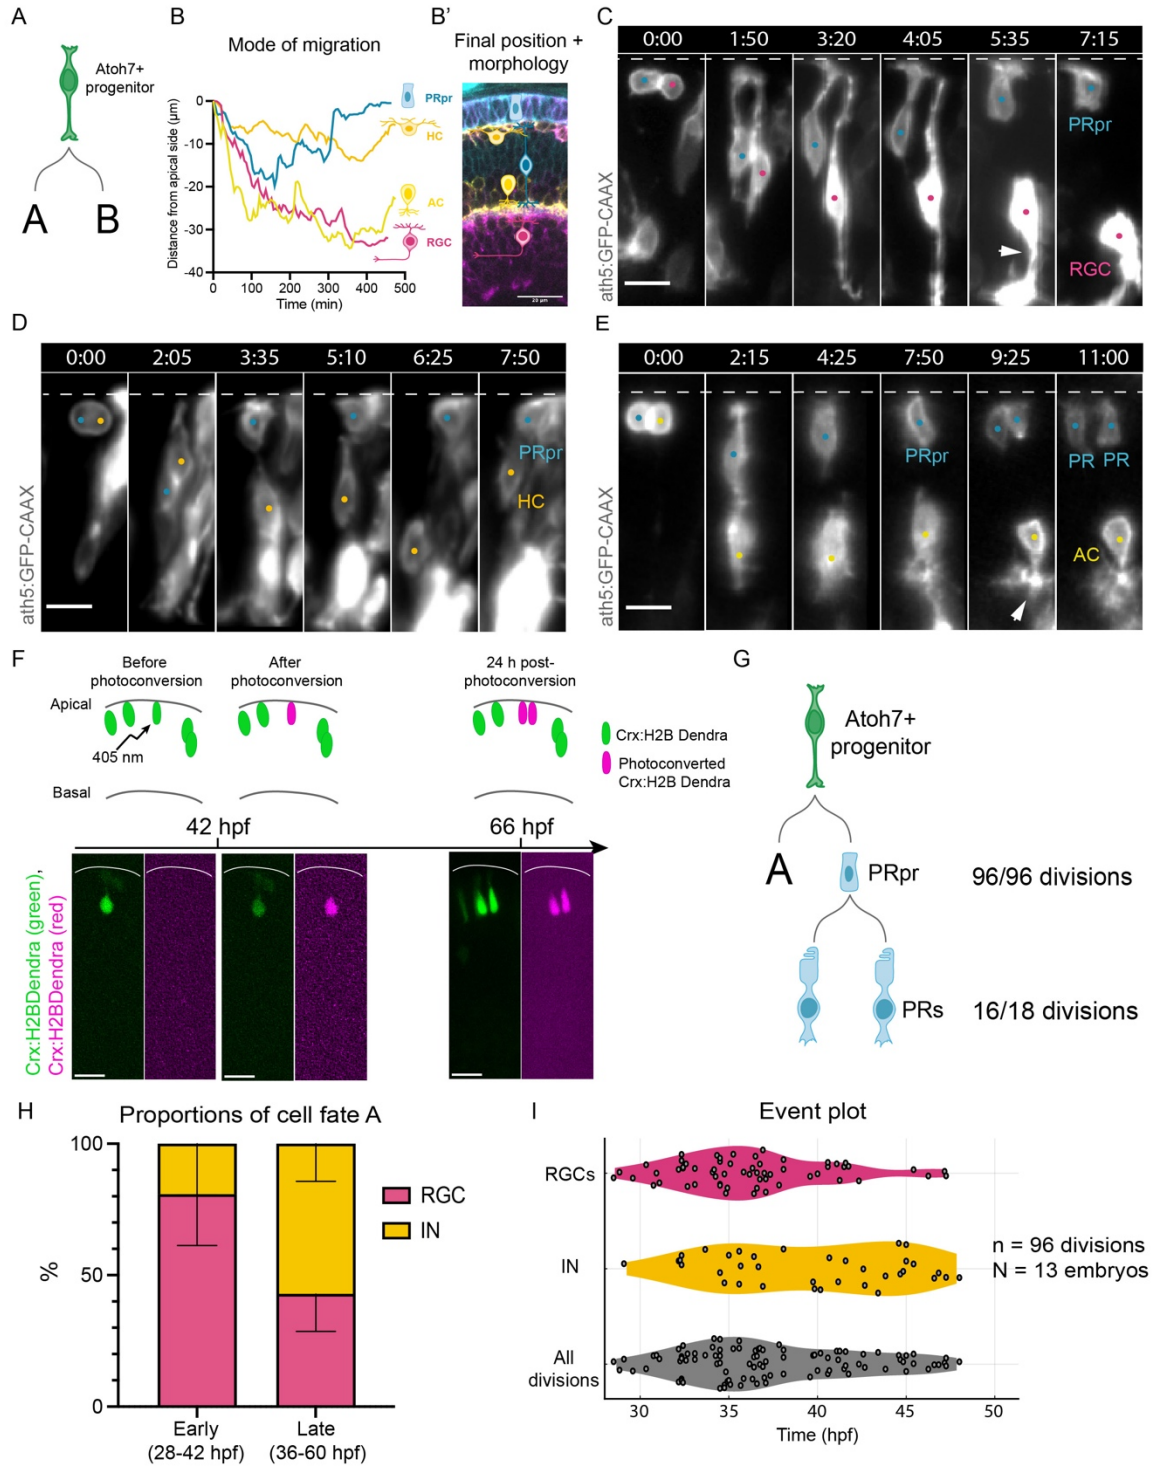 A
Atoh7+
progenitor
A B
B
Mode of migration
Distance from apical side (µm)
0
-10
-20
-30
-40
0 100 200 300 400 500
Time (min)
PRpr
HC
AC
RGC
B’
Final position +
morphology
20 µm
C
0:00 1:50 3:20 4:05 5:35 7:15
PRpr
RGC
ath5:GFP-CAAX
D
0:00 2:05 3:35 5:10 6:25 7:50
PRpr
HC
ath5:GFP-CAAX
E
0:00 2:15 4:25 7:50 9:25 11:00
PRpr
PR PR
AC
ath5:GFP-CAAX
F
Before
photoconversion
After
photoconversion
24 h post-
photoconversion
Apical
405 nm
Basal
Crx:H2B Dendra
Photoconverted
Crx:H2B Dendra
42 hpf
66 hpf
Crx:H2BDendra (green),
Crx:H2BDendra (red)
G
Atoh7+
progenitor
A
PRpr
96/96 divisions
PRs
16/18 divisions
H
Proportions of cell fate A
%
100
50
0
Early
(28-42 hpf)
Late
(36-60 hpf)
RGC
IN
I
Event plot
RGCs
IN
All
divisions
n = 96 divisions
N = 13 embryos
30 35 40 45 50
Time (hpf)